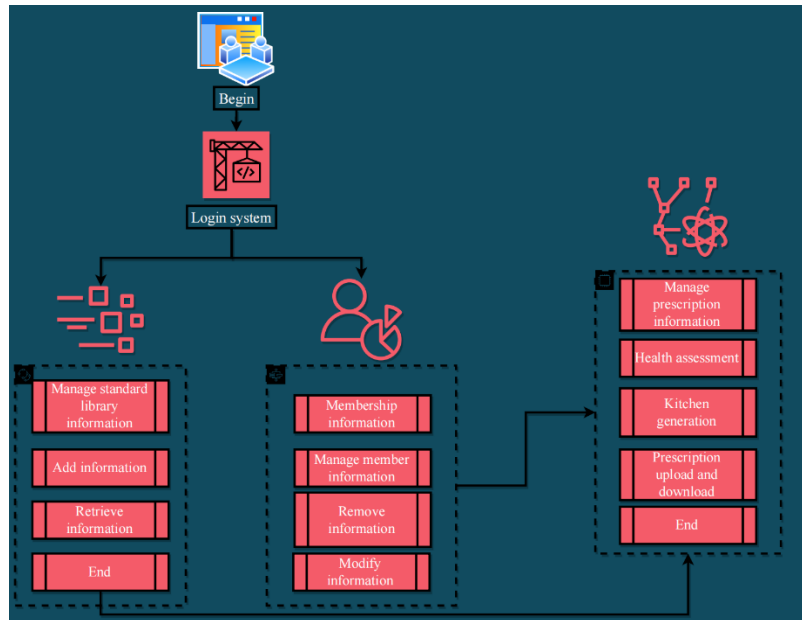 Begin
</>
Login system
Manage standard
library
information
Add information
Retrieve
information
End
Membership
information
Manage member
information
Remove
information
Modify
information
Manage
prescription
information
Health assessment
Kitchen
generation
Prescription
upload and
download
End